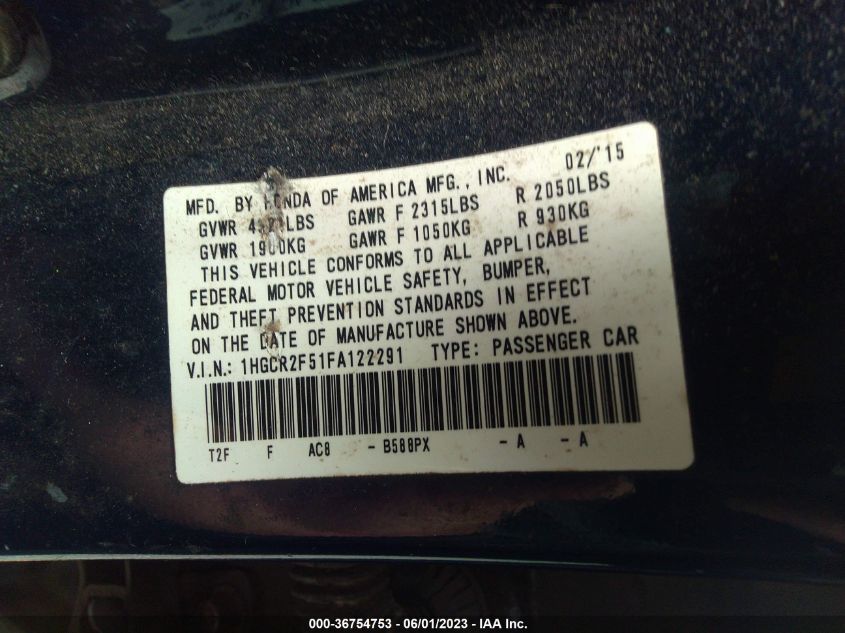 MFD. BY HONDA OF AMERICA MFG., INC. 02/'15
GVWR LBS GAWR F 2315LBS R 2050LBS
GVWR 1900KG GAWR F 1050KG R 930KG
THIS VEHICLE CONFORMS TO ALL APPLICABLE
FEDERAL MOTOR VEHICLE SAFETY, BUMPER,
AND THEFT PREVENTION STANDARDS IN EFFECT
ON THE DATE OF MANUFACTURE SHOWN ABOVE.
V.I.N.: 1HGCR2F51FA122291 TYPE: PASSENGER CAR
T2F F AC8 - B588PX - A - A
000-36754753 - 06/01/2023 - IAA Inc.